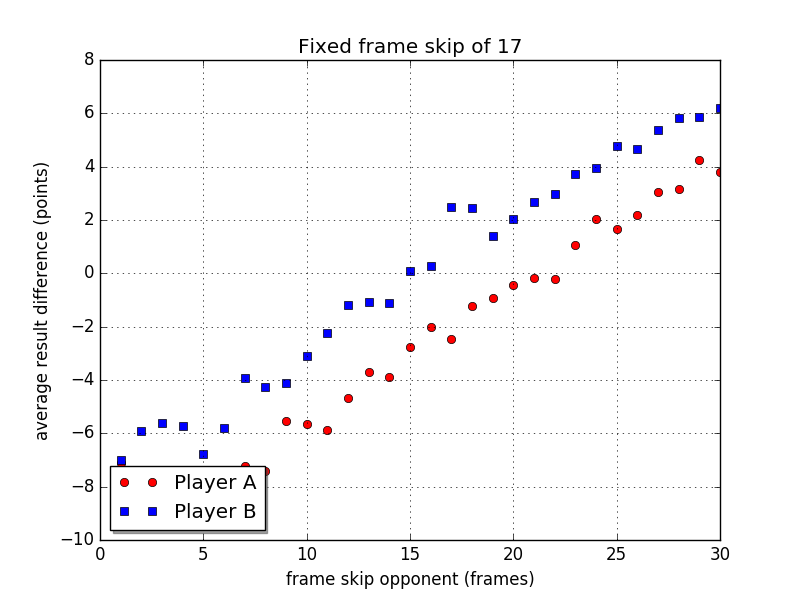 Fixed frame skip of 17
8
6
4
2
0
−2
−4
−6
−8
−10
average result difference (points)
Player A
Player B
0 5 10 15 20 25 30
frame skip opponent (frames)